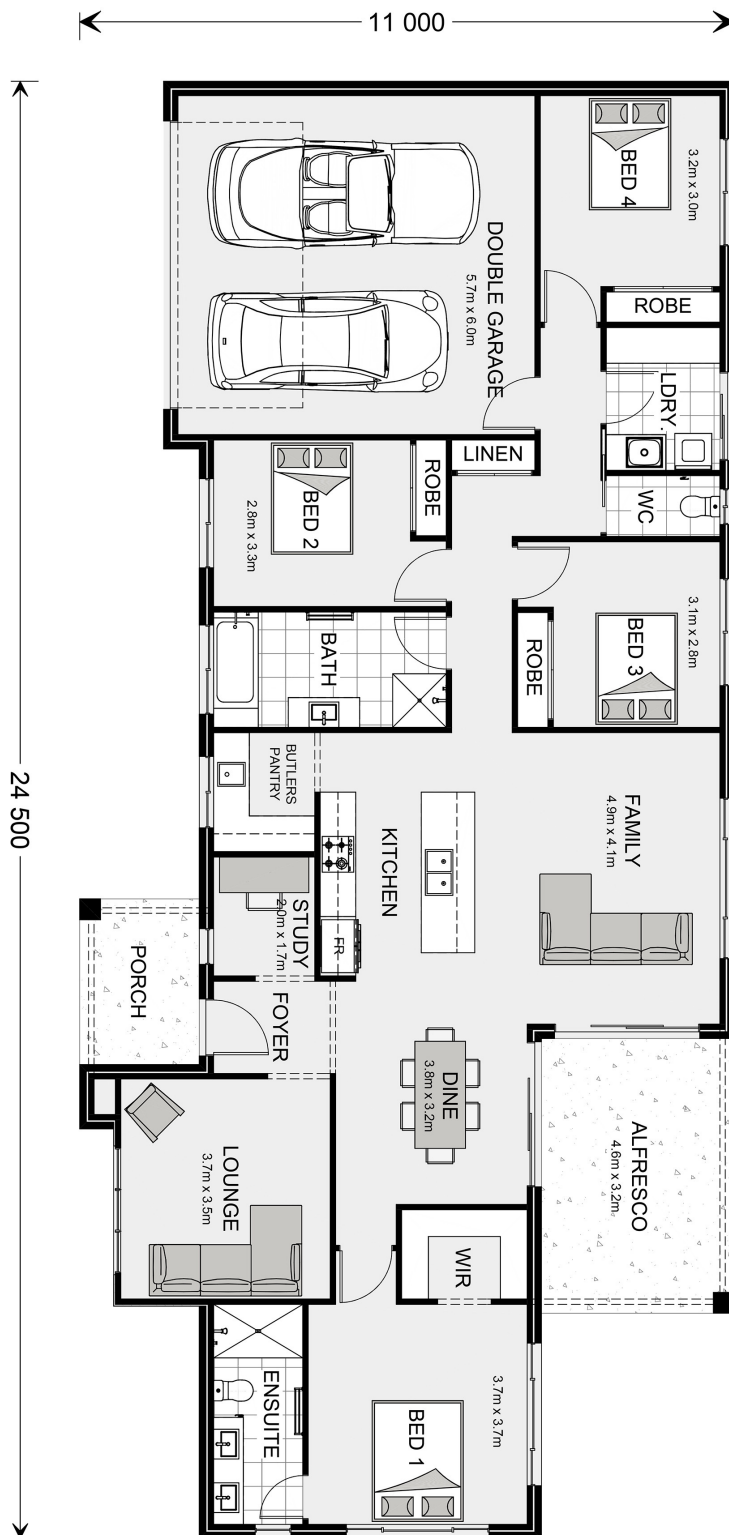 11 000
24 500
DOUBLE GARAGE
5.7m x 6.0m
BED 4
3.2m x 3.0m
ROBE
LDRY.
LINEN
WC
BED 2
2.8m x 3.3m
ROBE
BED 3
3.1m x 2.8m
ROBE
BATH
BUTLERS
PANTRY
KITCHEN
FAMILY
4.9m x 4.1m
STUDY
2.0m x 1.7m
FR
PORCH
FOYER
DINE
3.8m x 3.2m
ALFRESCO
4.6m x 3.2m
LOUNGE
3.7m x 3.5m
WIR
ENSUITE
BED 1
3.7m x 3.7m